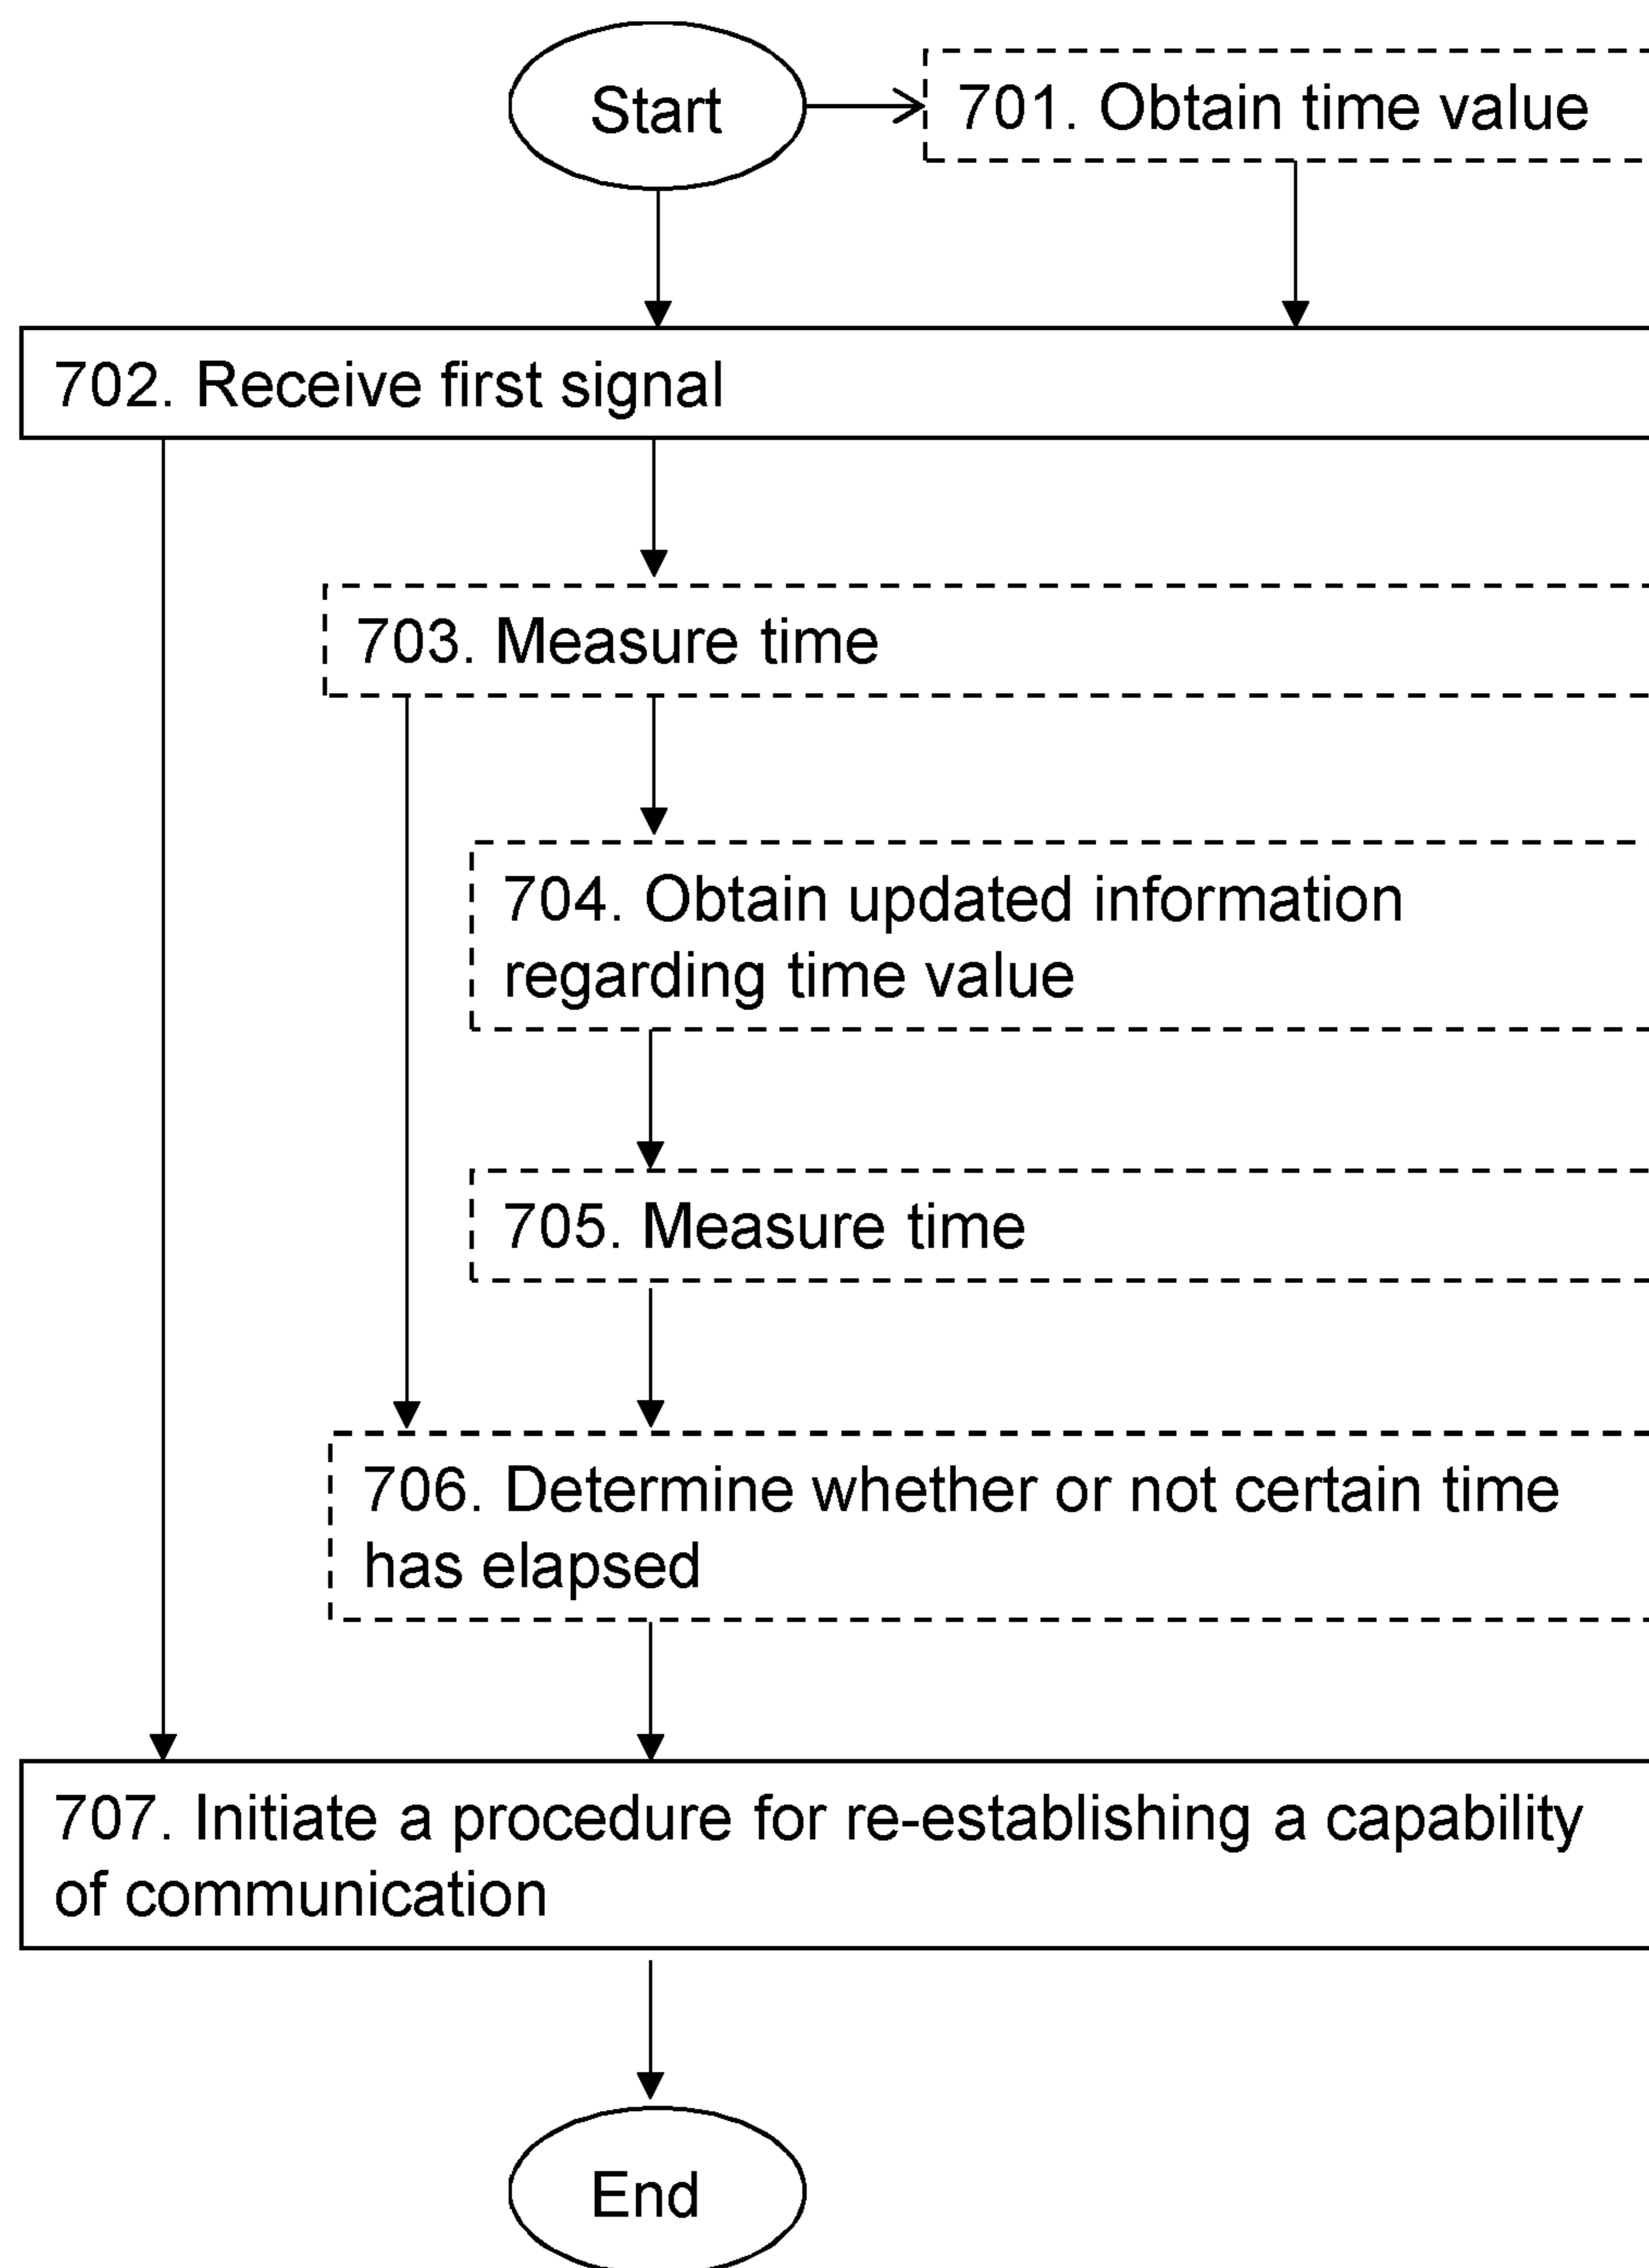 Start
701. Obtain time value
702. Receive first signal
703. Measure time
704. Obtain updated information
regarding time value
705. Measure time
706. Determine whether or not certain time
has elapsed
707. Initiate a procedure for re-establishing a capability
of communication
End